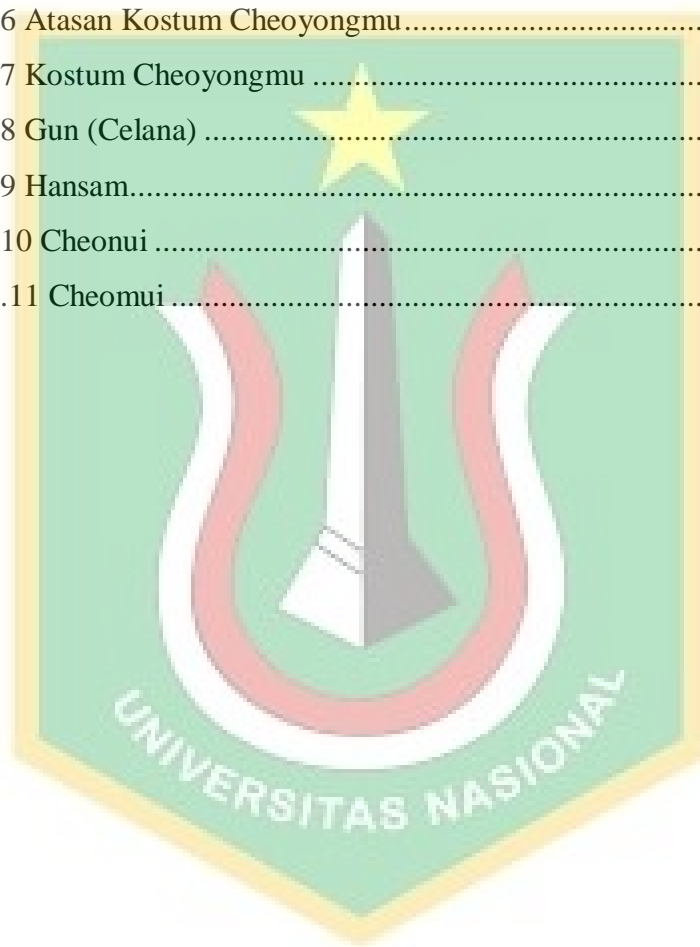 6 Atasan Kostum Cheoyongmu................................
7 Kostum Cheoyongmu ................................
8 Gun (Celana) ................................
9 Hansam................................
10 Cheonui ................................
.11 Cheomui................................
UNIVERSITAS NASIONAL